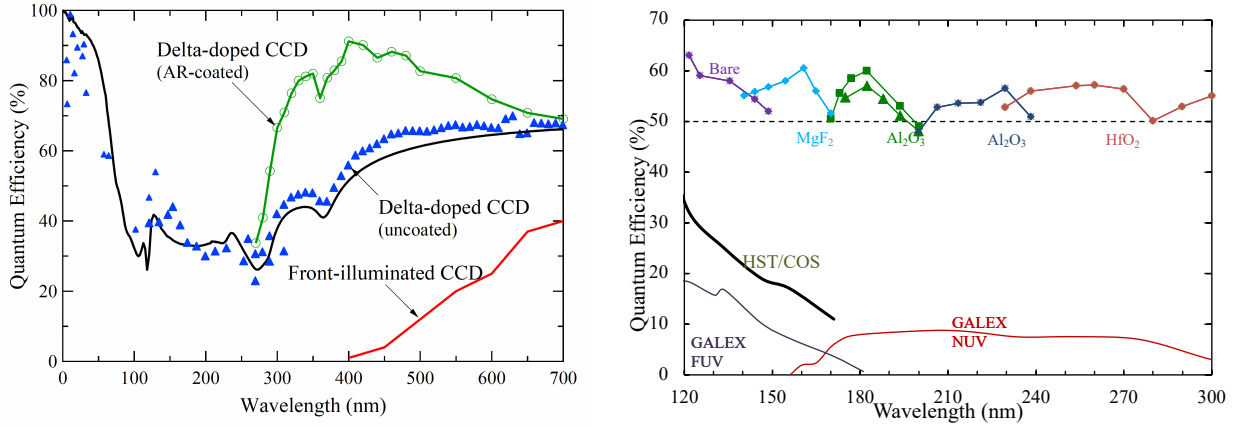 Quantum Efficiency (%)
100
80
60
40
20
0
Delta-doped CCD
(AR-coated)
Delta-doped CCD
(uncoated)
Front-illuminated CCD
0 100 200 300 400 500 600 700
Wavelength (nm)
Quantum Efficiency (%)
70
60
50
40
30
20
10
0
Bare
MgF2
Al2O3
Al2O3
HfO2
HST/COS
GALEX
FUV
GALEX
NUV
120 150 180 210 240 270 300
Wavelength (nm)